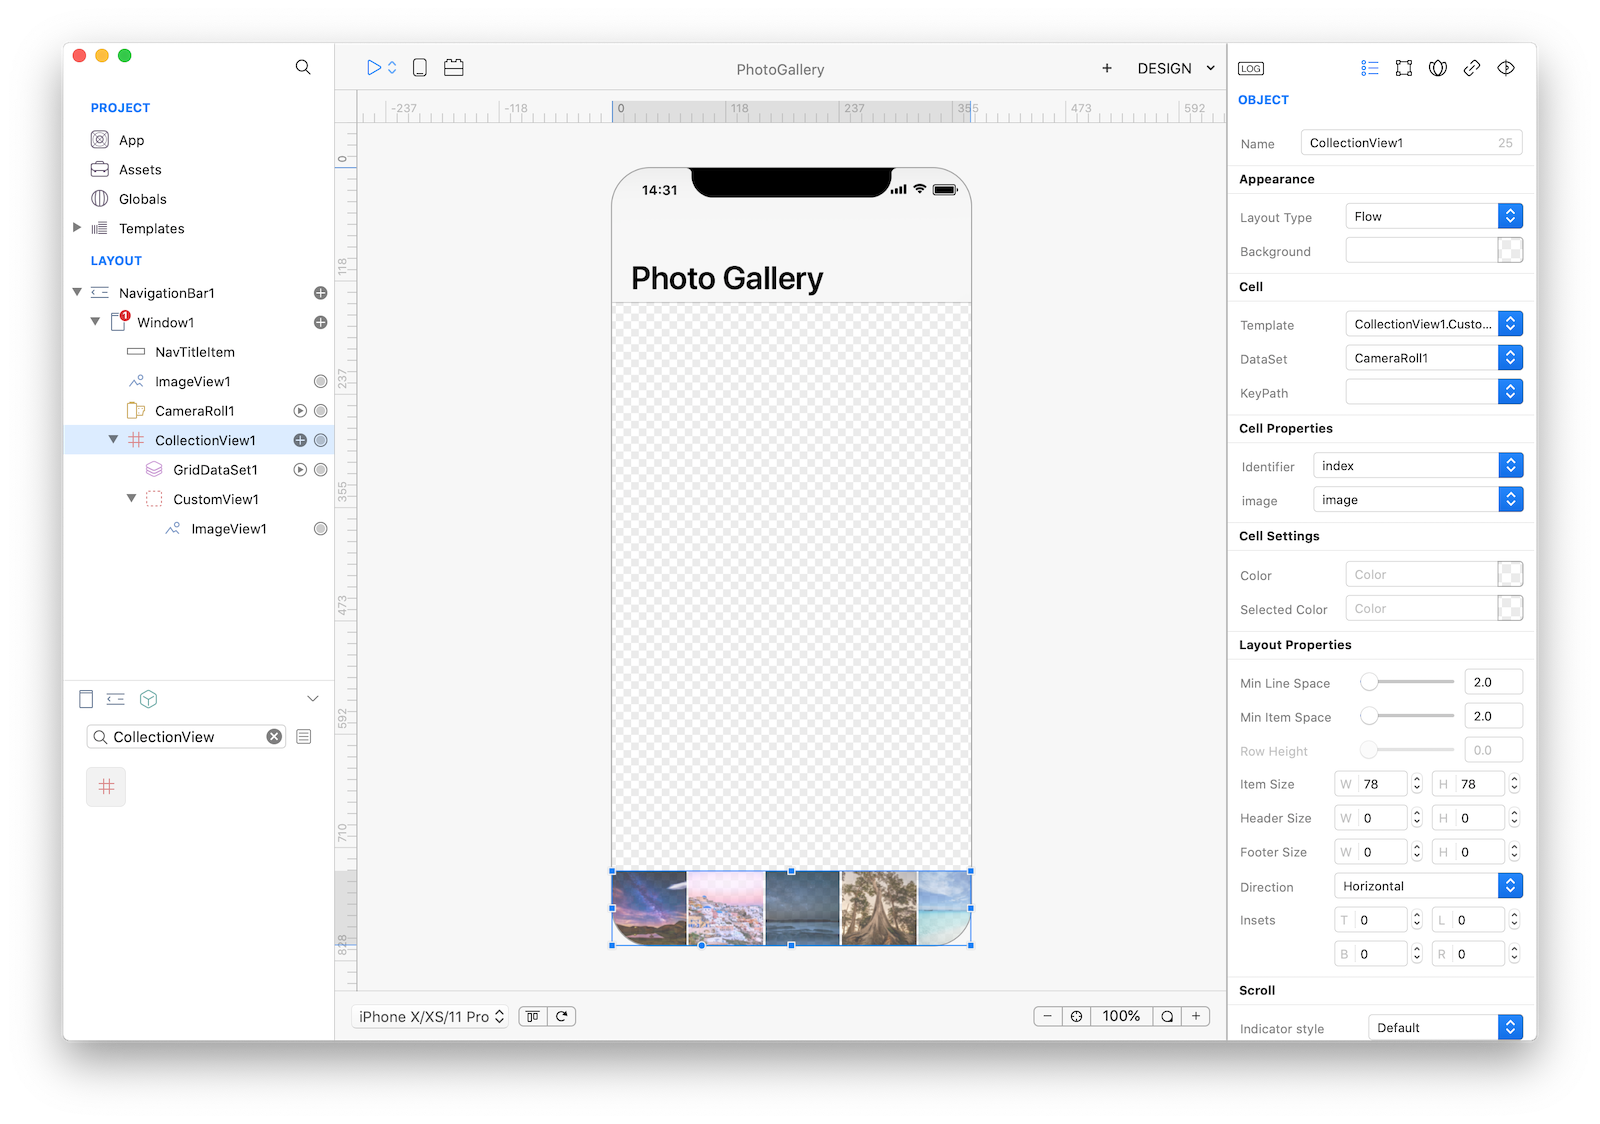 PROJECT
App
Assets
Globals
Templates
LAYOUT
NavigationBar1
1
Window1
NavTitleItem
ImageView1
CameraRoll1
CollectionView1
GridDataSet1
CustomView1
ImageView1
CollectionView
PhotoGallery
DESIGN
-237 -118 0 118 237 355 473 592
0
118
237
355
473
592
710
828
14:31
Photo Gallery
iPhone X/XS/11 Pro
100%
LOG
OBJECT
Name CollectionView1 25
Appearance
Layout Type Flow
Background
Cell
Template CollectionView1.Custo...
DataSet CameraRoll1
KeyPath
Cell Properties
Identifier index
image image
Cell Settings
Color Color
Selected Color Color
Layout Properties
Min Line Space 2.0
Min Item Space 2.0
Row Height 0.0
Item Size W 78 H 78
Header Size W 0 H 0
Footer Size W 0 H 0
Direction Horizontal
Insets T 0 L 0
B 0 R 0
Scroll
Indicator style Default